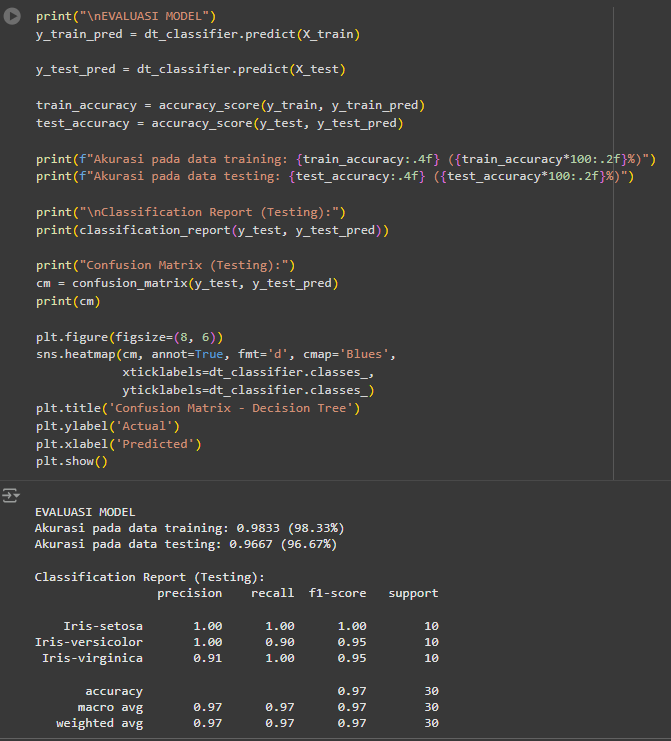 print("\nEVALUASI MODEL")
y_train_pred = dt_classifier.predict(X_train)
y_test_pred = dt_classifier.predict(X_test)
train_accuracy = accuracy_score(y_train, y_train_pred)
test_accuracy = accuracy_score(y_test, y_test_pred)
print(f"Akurasi pada data training: {train_accuracy:.4f} ({train_accuracy*100:.2f}%)")
print(f"Akurasi pada data testing: {test_accuracy:.4f} ({test_accuracy*100:.2f}%)")
print("\nClassification Report (Testing):")
print(classification_report(y_test, y_test_pred))
print("Confusion Matrix (Testing):")
cm = confusion_matrix(y_test, y_test_pred)
print(cm)
plt.figure(figsize=(8, 6))
sns.heatmap(cm, annot=True, fmt='d', cmap='Blues',
xticklabels=dt_classifier.classes_,
yticklabels=dt_classifier.classes_)
plt.title('Confusion Matrix - Decision Tree')
plt.ylabel('Actual')
plt.xlabel('Predicted')
plt.show()
EVALUASI MODEL
Akurasi pada data training: 0.9833 (98.33%)
Akurasi pada data testing: 0.9667 (96.67%)
Classification Report (Testing):
precision recall f1-score support
Iris-setosa 1.00 1.00 1.00 10
Iris-versicolor 1.00 0.90 0.95 10
Iris-virginica 0.91 1.00 0.95 10
accuracy 0.97 30
macro avg 0.97 0.97 0.97 30
weighted avg 0.97 0.97 0.97 30